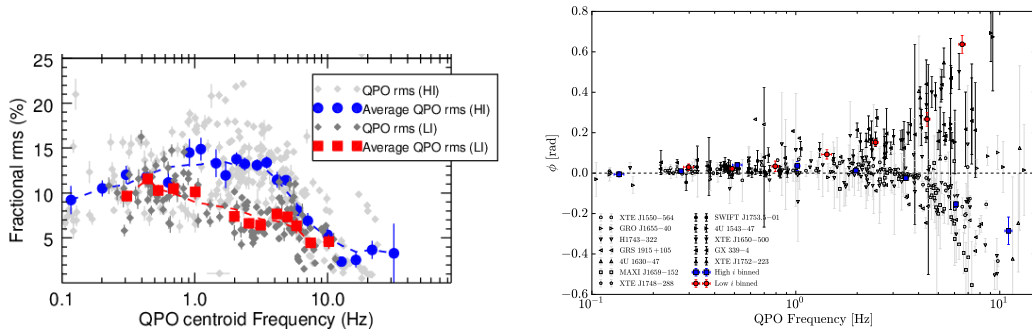 25
20
15
10
5
Fractional rms (%)
0.1
1.0
10.0
QPO centroid Frequency (Hz)
QPO rms (HI)
Average QPO rms (HI)
QPO rms (LI)
Average QPO rms (LI)
0.8
0.6
0.4
0.2
0.0
−0.2
−0.4
−0.6
ϕ [rad]
XTE J1550−564
GRO J1655−40
H1743−322
GRS 1915+105
4U 1630−47
MAXI J1659−152
XTE J1748−288
SWIFT J1753.5−01
4U 1543−47
XTE J1650−500
GX 339−4
XTE J1752−223
High i binned
Low i binned
10⁻¹
10⁰
10¹
QPO Frequency [Hz]